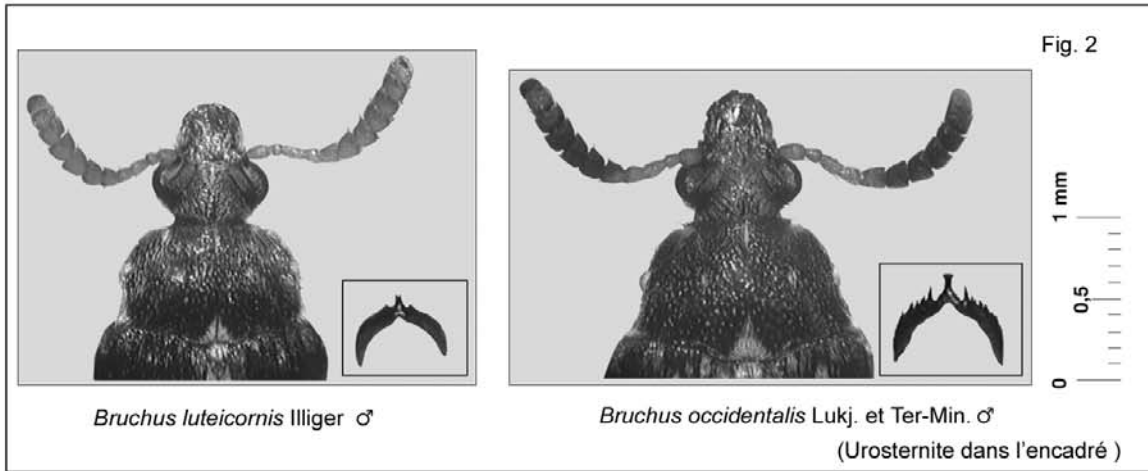 Fig. 2
1 mm
0,5
0
Bruchus luteicornis Illiger ♂
Bruchus occidentalis Lukj. et Ter-Min. ♂
(Urosternite dans l'encadré )